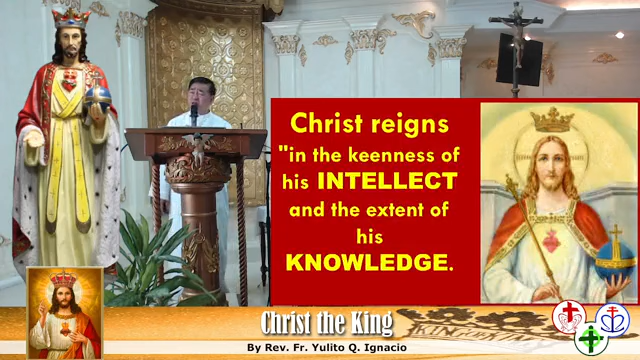 Christ reigns
"in the keenness of
his INTELLECT
and the extent of
his
KNOWLEDGE.
Christ the King
By Rev. Fr. Yulito Q. Ignacio